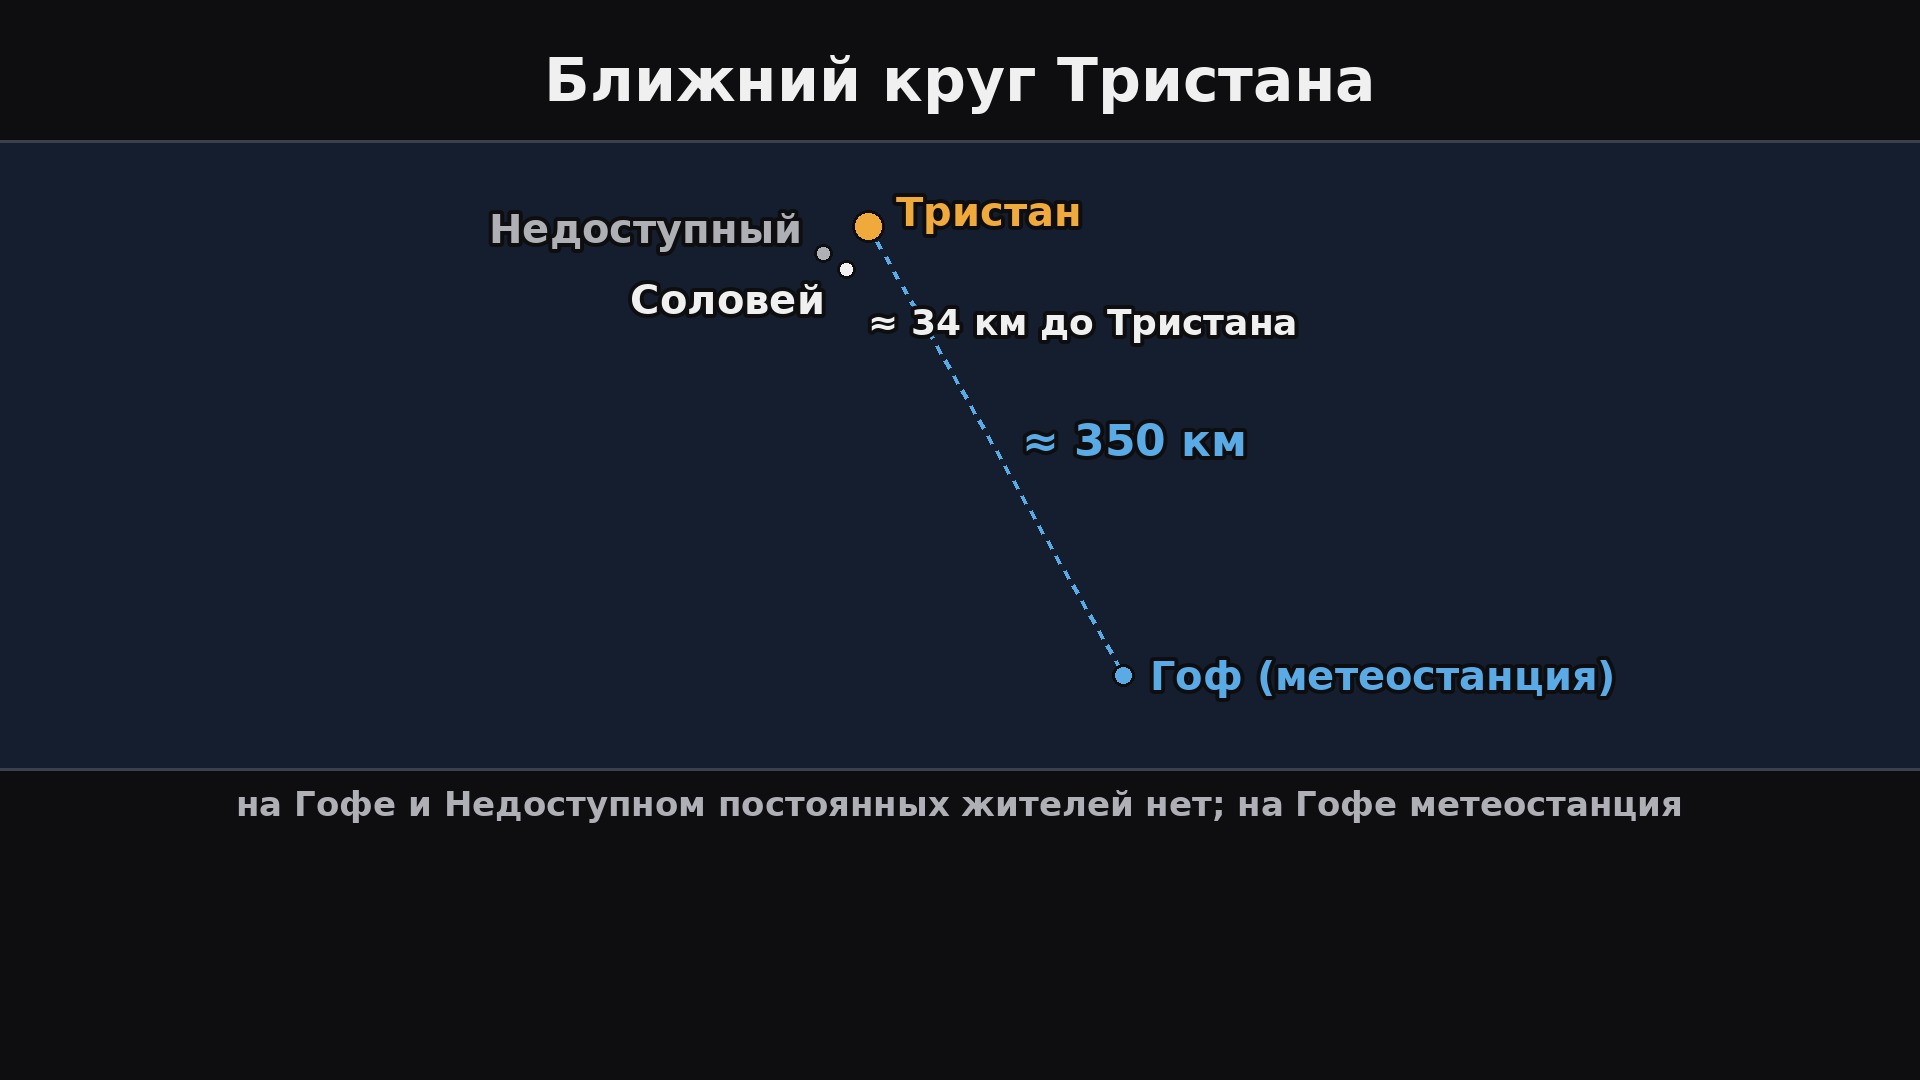 Ближний круг Тристана
Тристан
Недоступный
Соловей
≈ 34 км до Тристана
≈ 350 км
Гоф (метеостанция)
на Гофе и Недоступном постоянных жителей нет; на Гофе метеостанция